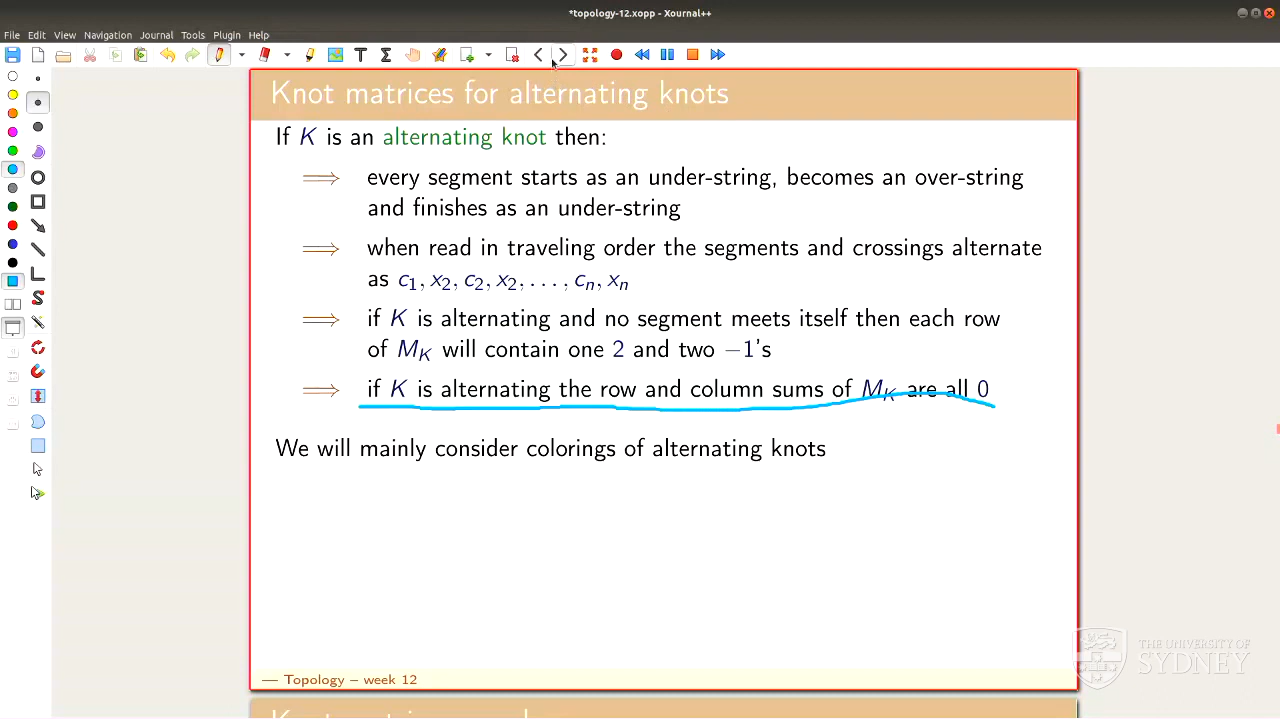 *topology-12.xopp - Xournal++
File Edit View Navigation Journal Tools Plugin Help
Knot matrices for alternating knots
If K is an alternating knot then:
⟹ every segment starts as an under-string, becomes an over-string
and finishes as an under-string
⟹ when read in traveling order the segments and crossings alternate
as c₁, x₂, c₂, x₂, . . . , cₙ, xₙ
⟹ if K is alternating and no segment meets itself then each row
of M_K will contain one 2 and two −1's
⟹ if K is alternating the row and column sums of M_K are all 0
We will mainly consider colorings of alternating knots
THE UNIVERSITY OF
SYDNEY
— Topology – week 12